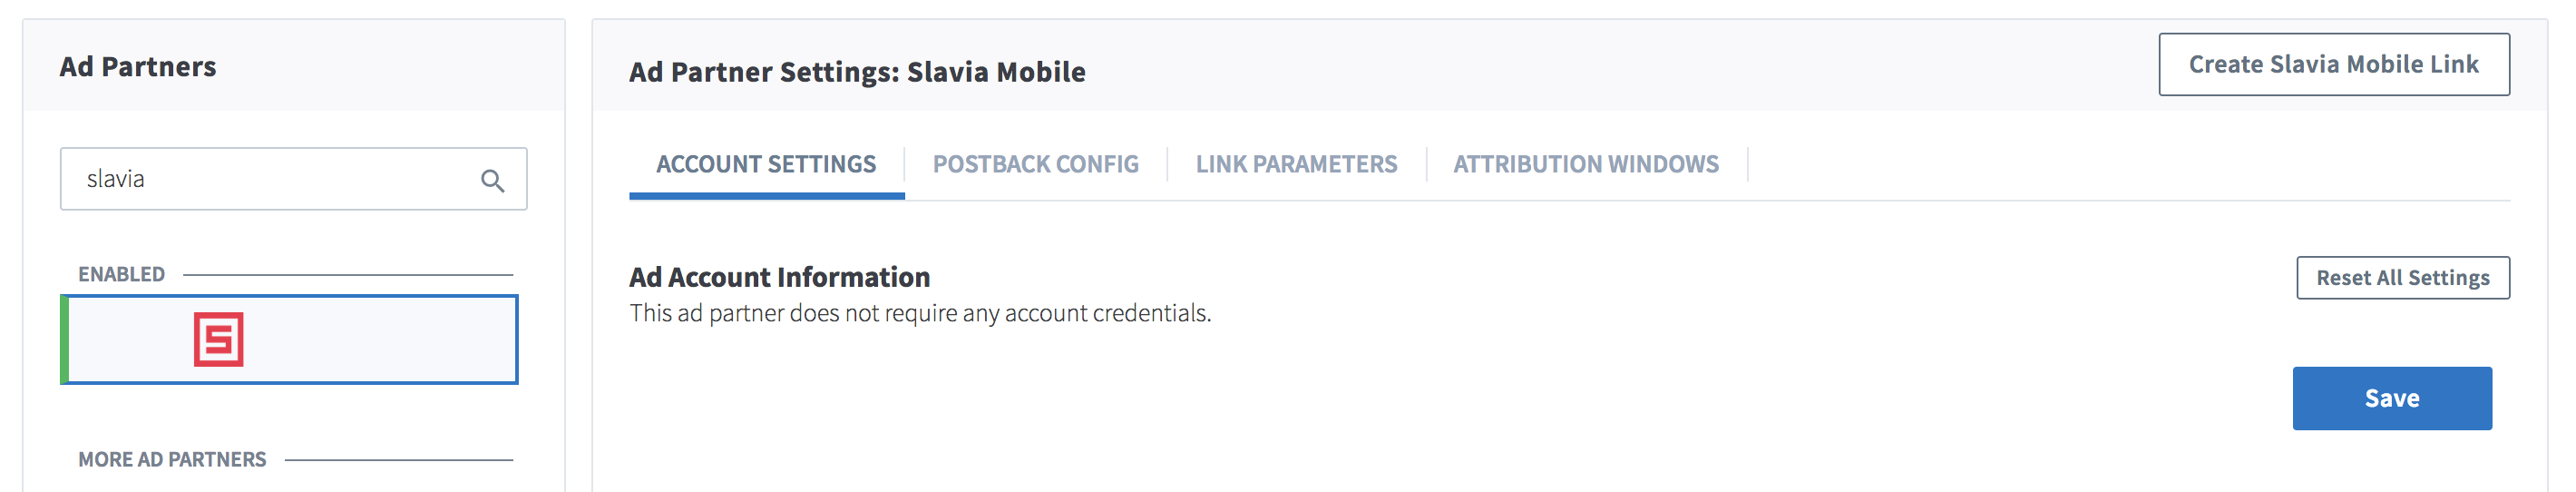 Ad Partners
slavia
ENABLED
MORE AD PARTNERS
Ad Partner Settings: Slavia Mobile
Create Slavia Mobile Link
ACCOUNT SETTINGS
POSTBACK CONFIG
LINK PARAMETERS
ATTRIBUTION WINDOWS
Ad Account Information
Reset All Settings
This ad partner does not require any account credentials.
Save